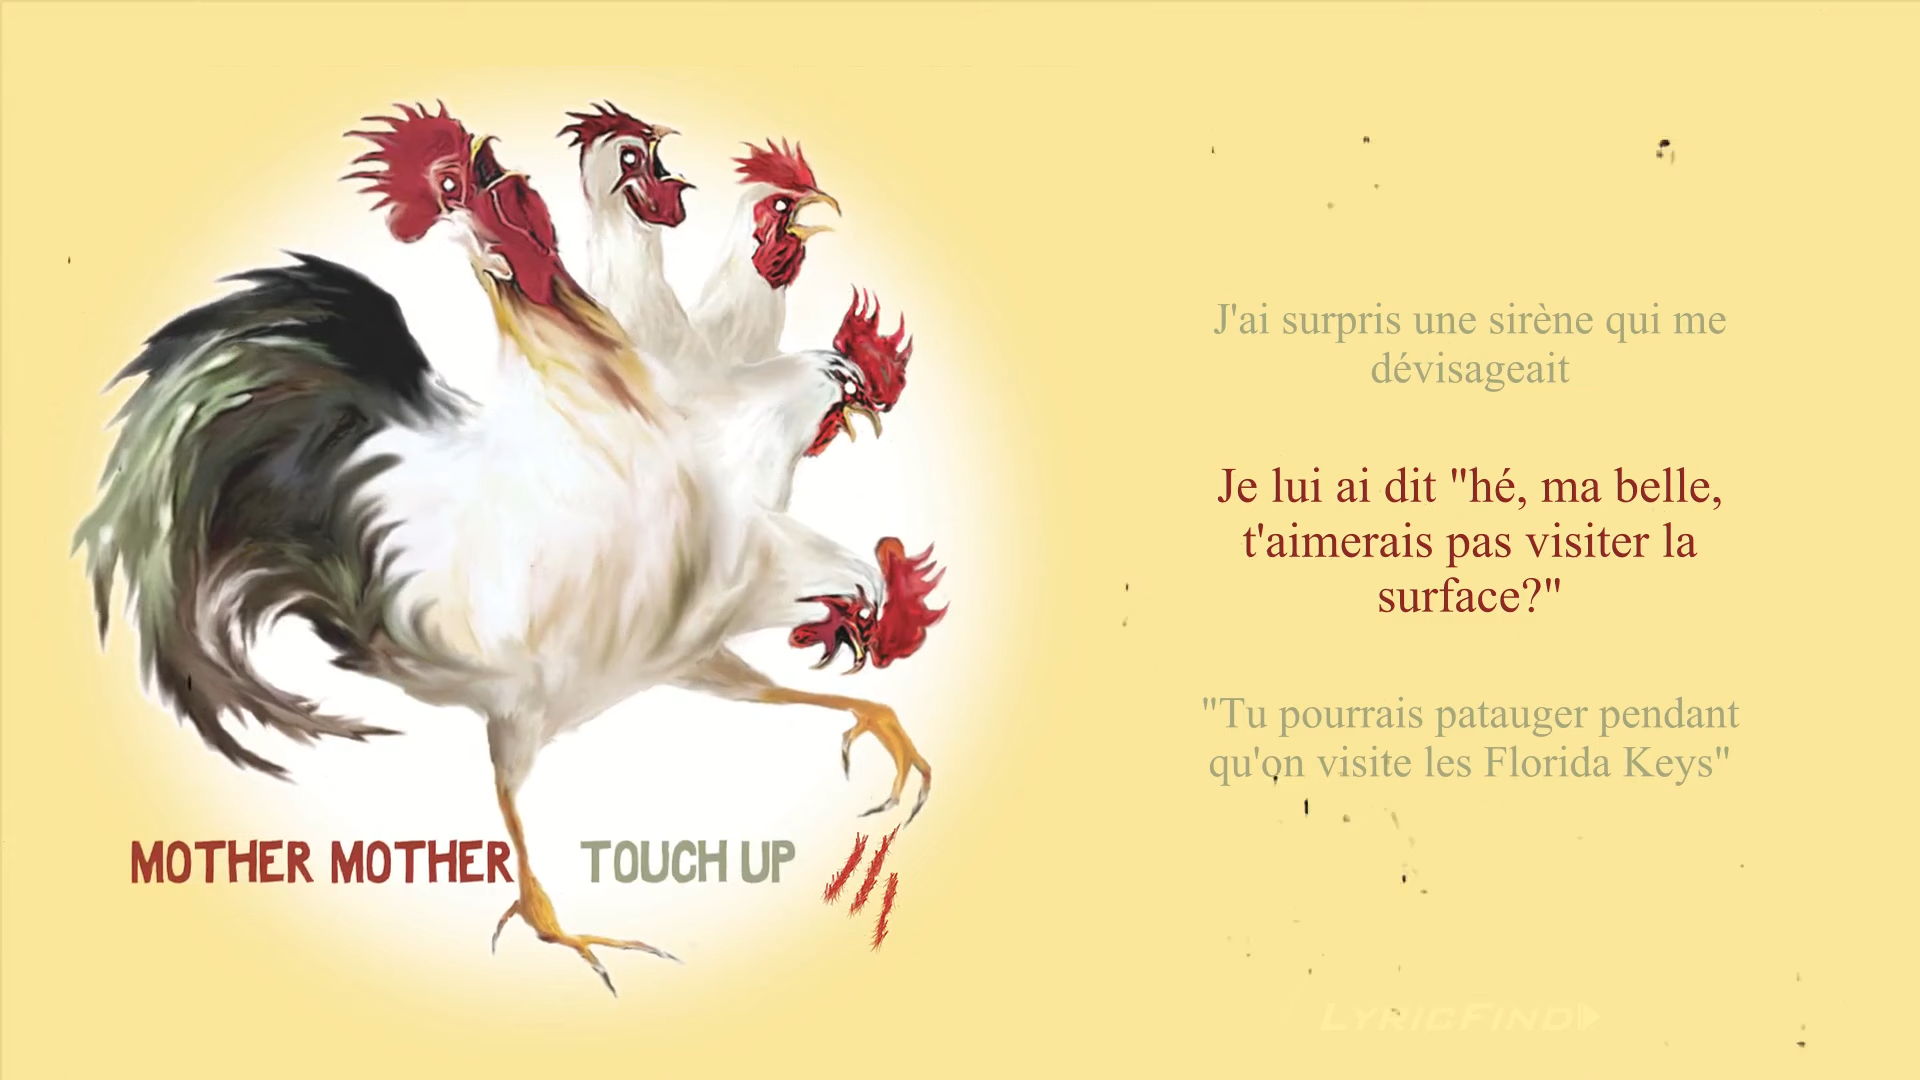 J'ai surpris une sirène qui me
dévisageait
Je lui ai dit "hé, ma belle,
t'aimerais pas visiter la
surface?"
"Tu pourrais patauger pendant
qu'on visite les Florida Keys"
MOTHER MOTHER TOUCH UP
LYRICFIND